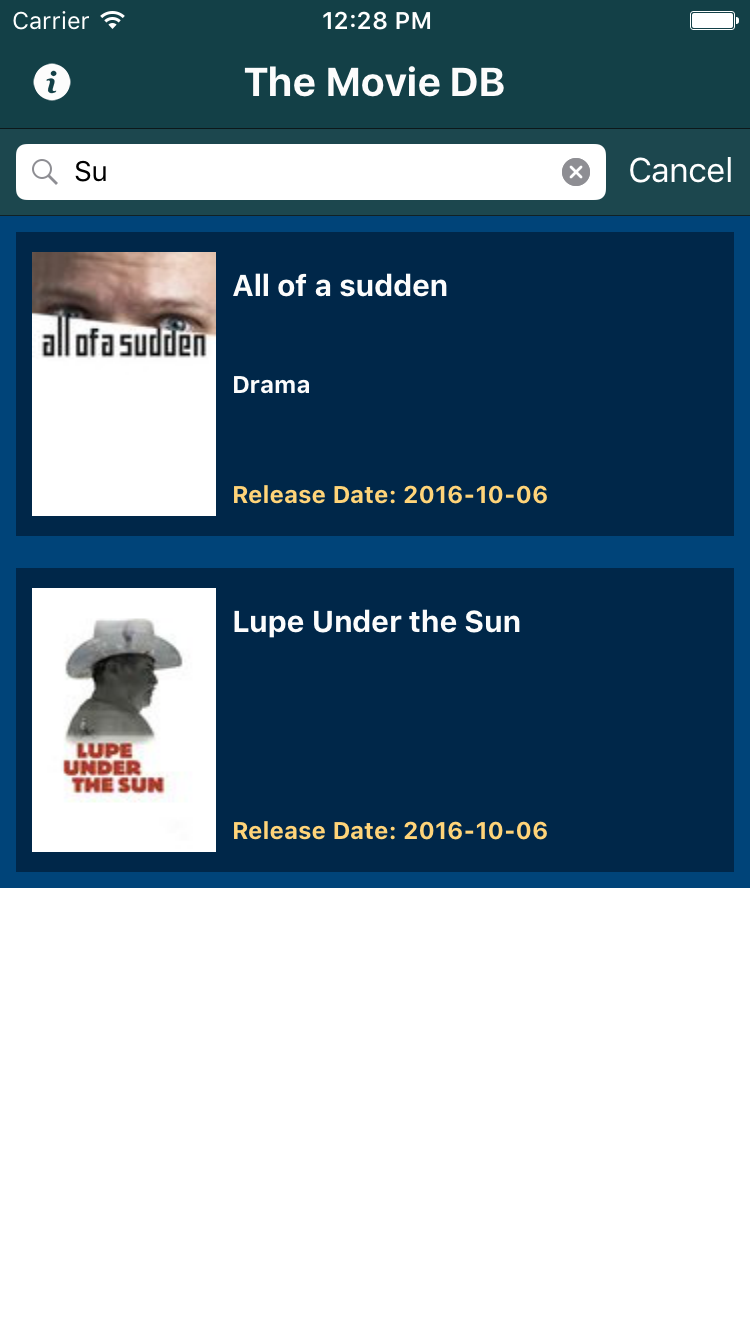 Carrier 12:28 PM
i The Movie DB
Su Cancel
all of a sudden
All of a sudden
Drama
Release Date: 2016-10-06
LUPE
UNDER
THE SUN
Lupe Under the Sun
Release Date: 2016-10-06